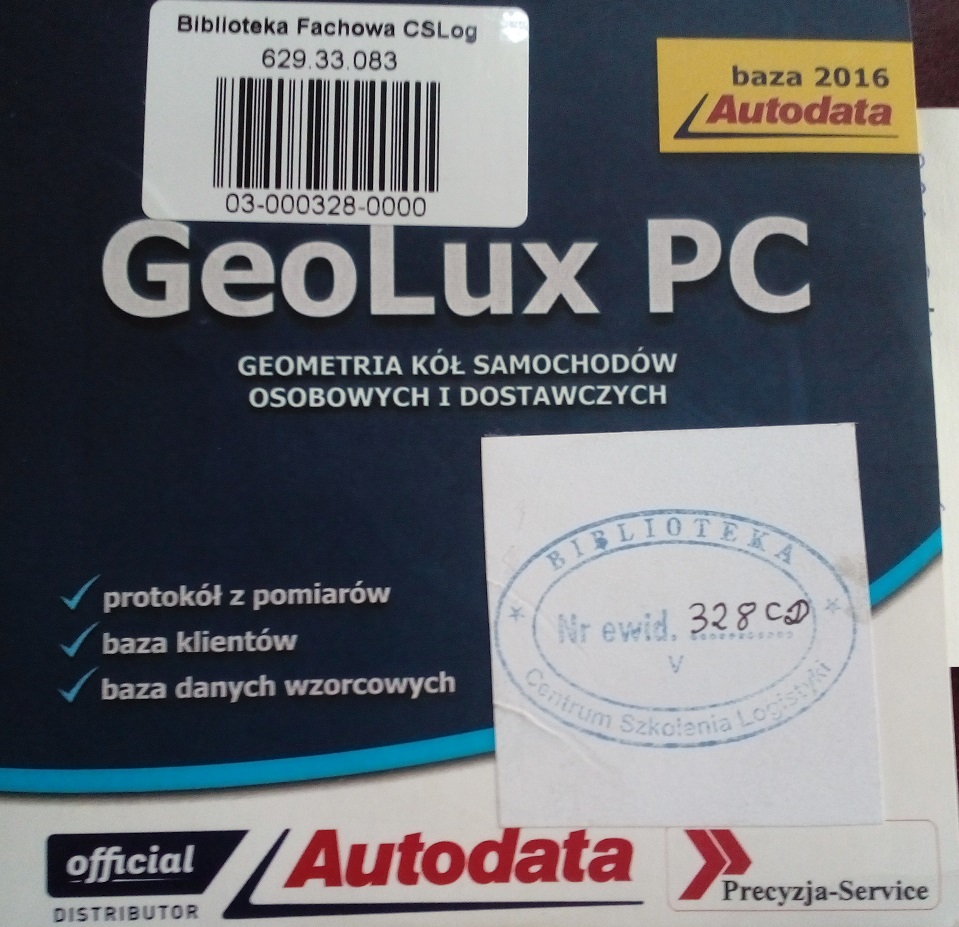 Biblioteka Fachowa CSLog
629.33.083
03-000328-0000
baza 2016
Autodata
GeoLux PC
GEOMETRIA KÓŁ SAMOCHODÓW
OSOBOWYCH I DOSTAWCZYCH
protokół z pomiarów
baza klientów
baza danych wzorcowych
BIBLIOTEKA
Nr ewid. 328 CD
V
Centrum Szkolenia Logistyki
official
DISTRIBUTOR
Autodata
Precyzja-Service